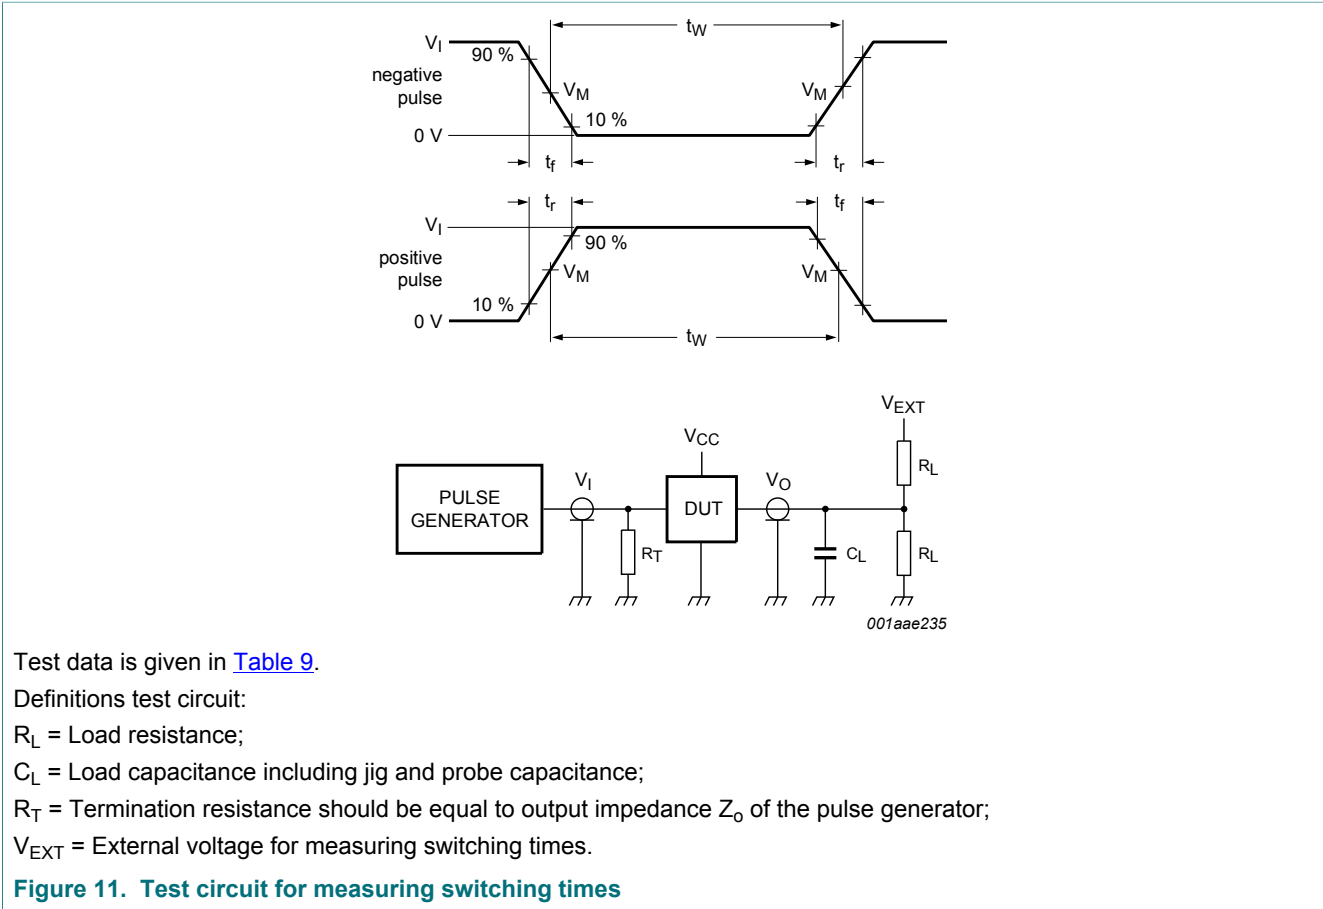 tW
VI
90 %
negative
pulse
VM
VM
10 %
0 V
tf
tr
tr
tf
VI
90 %
positive
pulse
VM
VM
10 %
0 V
tW
VEXT
VCC
RL
VI
VO
PULSE
GENERATOR
DUT
RT
CL
RL
001aae235
Test data is given in Table 9.
Definitions test circuit:
RL = Load resistance;
CL = Load capacitance including jig and probe capacitance;
RT = Termination resistance should be equal to output impedance Zo of the pulse generator;
VEXT = External voltage for measuring switching times.
Figure 11. Test circuit for measuring switching times